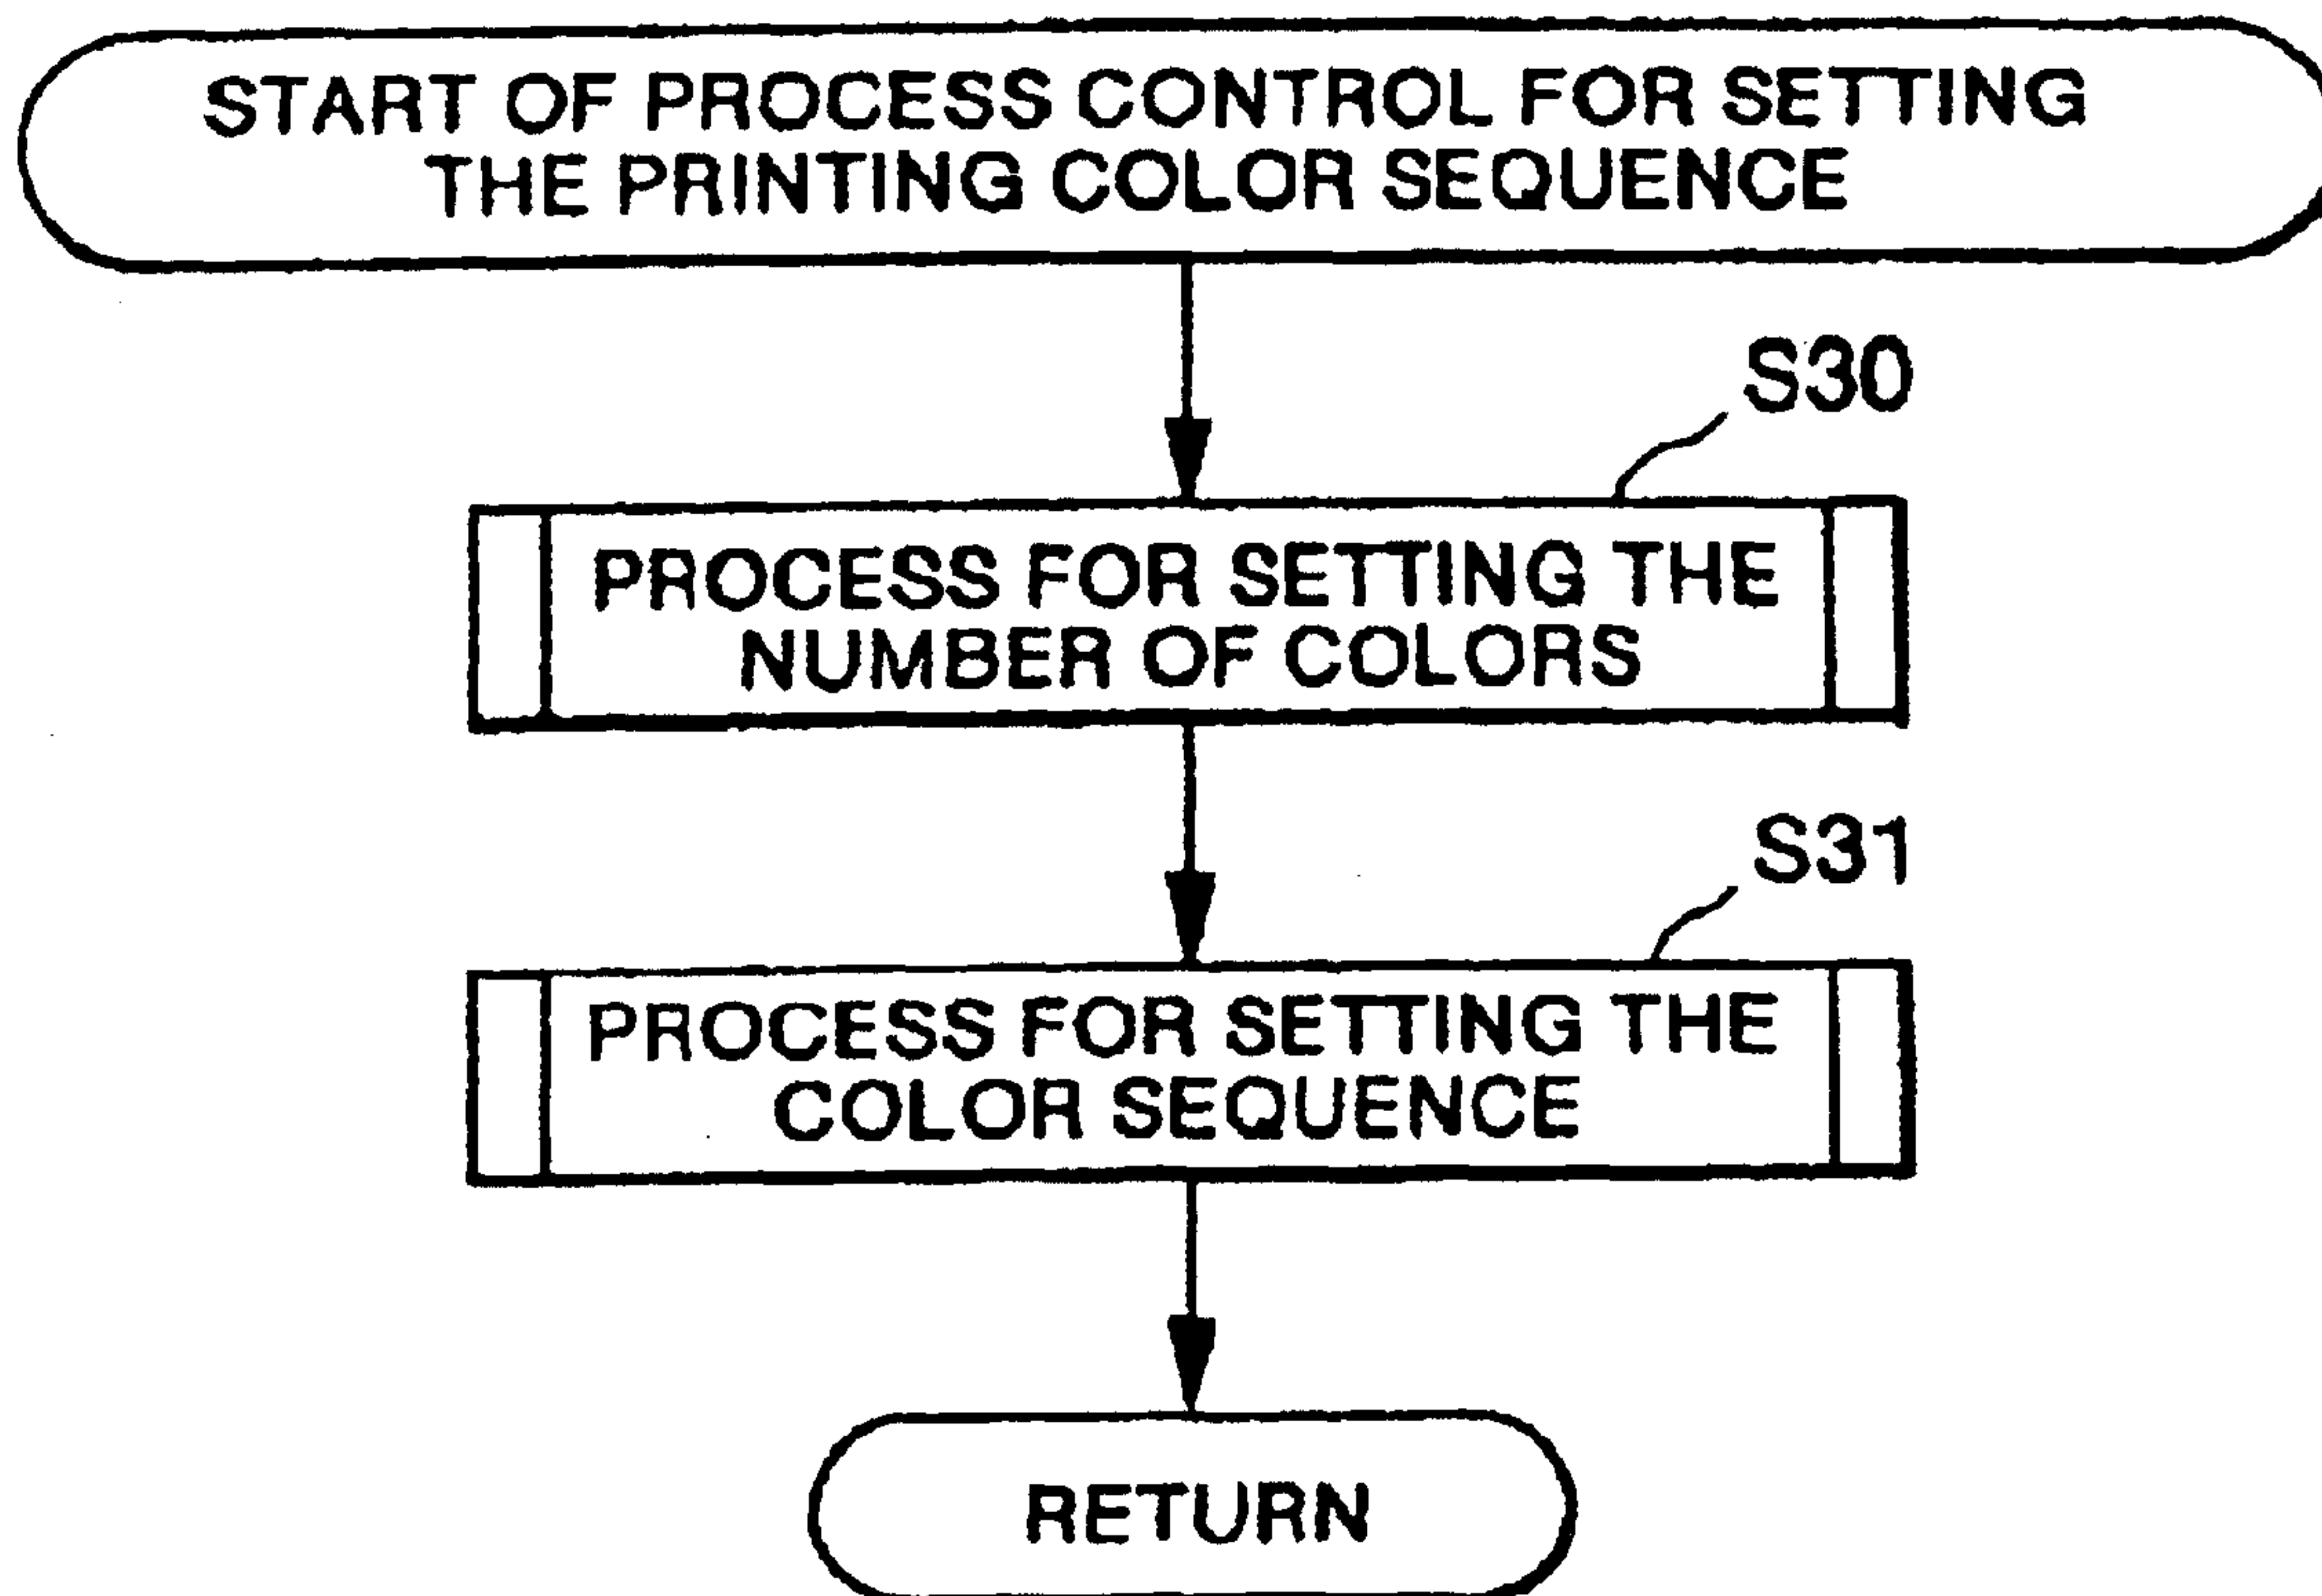 START OF PROCESS CONTROL FOR SETTING
THE PRINTING COLOR SEQUENCE
S30
PROCESS FOR SETTING THE
NUMBER OF COLORS
S31
PROCESS FOR SETTING THE
COLOR SEQUENCE
RETURN